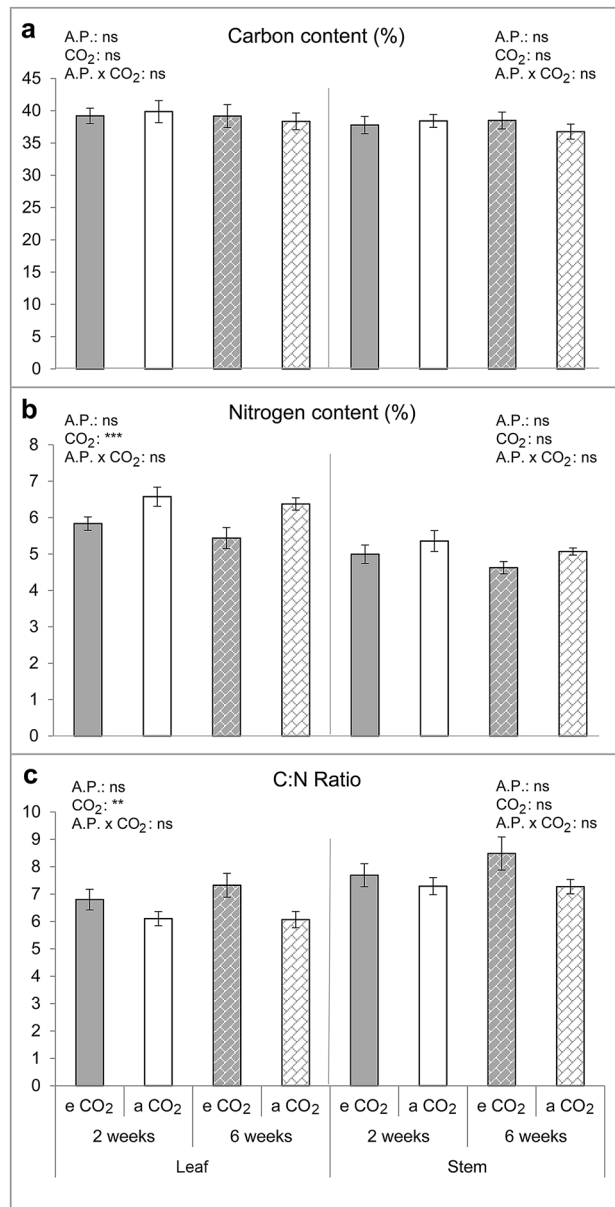 a
Carbon content (%)
A.P.: ns
CO₂: ns
A.P. x CO₂: ns
A.P.: ns
CO₂: ns
A.P. x CO₂: ns
45
40
35
30
25
20
15
10
5
0
b
Nitrogen content (%)
A.P.: ns
CO₂: ***
A.P. x CO₂: ns
A.P.: ns
CO₂: ns
A.P. x CO₂: ns
8
7
6
5
4
3
2
1
0
c
C:N Ratio
A.P.: ns
CO₂: **
A.P. x CO₂: ns
A.P.: ns
CO₂: ns
A.P. x CO₂: ns
10
9
8
7
6
5
4
3
2
1
0
e CO₂ a CO₂ e CO₂ a CO₂ e CO₂ a CO₂ e CO₂ a CO₂
2 weeks 6 weeks 2 weeks 6 weeks
Leaf Stem